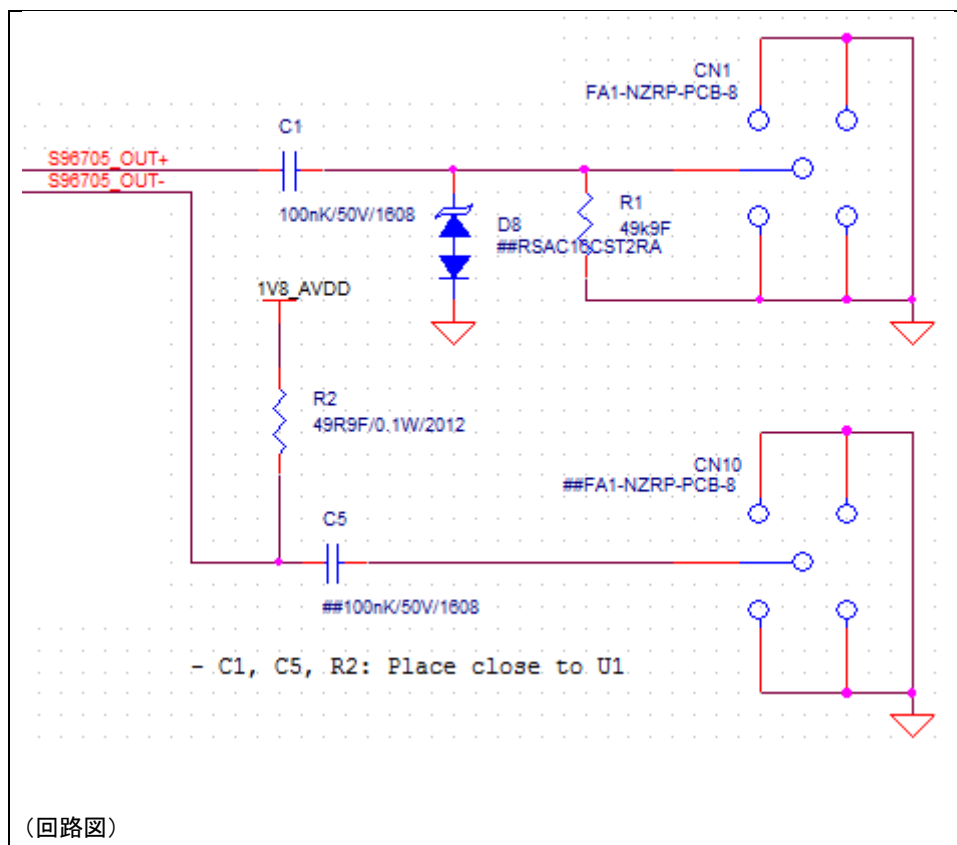 CN1
FA1-NZRP-PCB-8
C1
S96705_OUT+
S96705_OUT-
100nK/50V/1608
R1
49k9F
D8
##RSAC16CST2RA
1V8_AVDD
R2
49R9F/0.1W/2012
CN10
##FA1-NZRP-PCB-8
C5
##100nK/50V/1608
- C1, C5, R2: Place close to U1
(回路図)